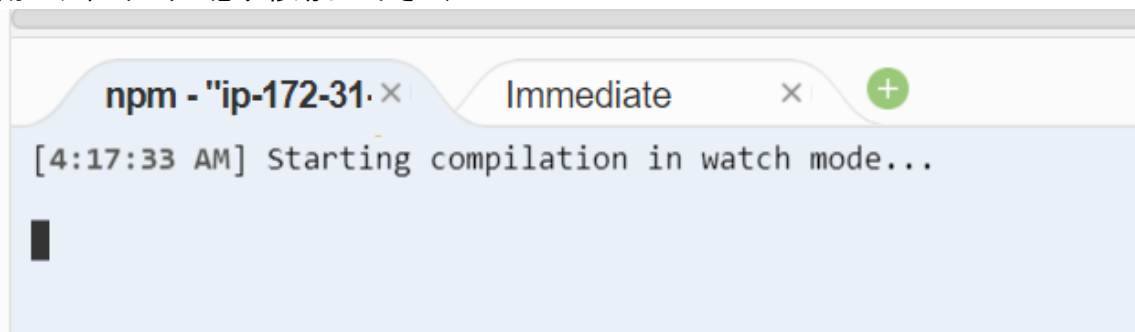 npm - "ip-172-31-
Immediate
[4:17:33 AM] Starting compilation in watch mode...